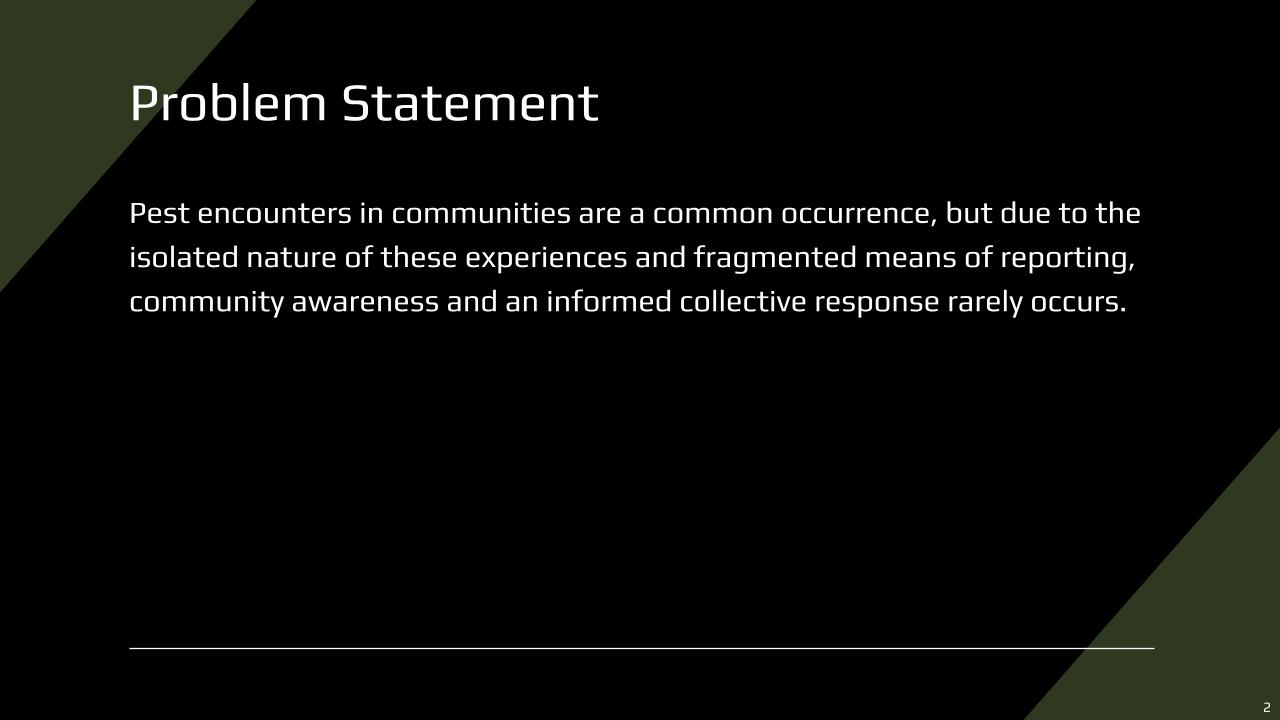 Problem Statement
Pest encounters in communities are a common occurrence, but due to the
isolated nature of these experiences and fragmented means of reporting,
community awareness and an informed collective response rarely occurs.
2